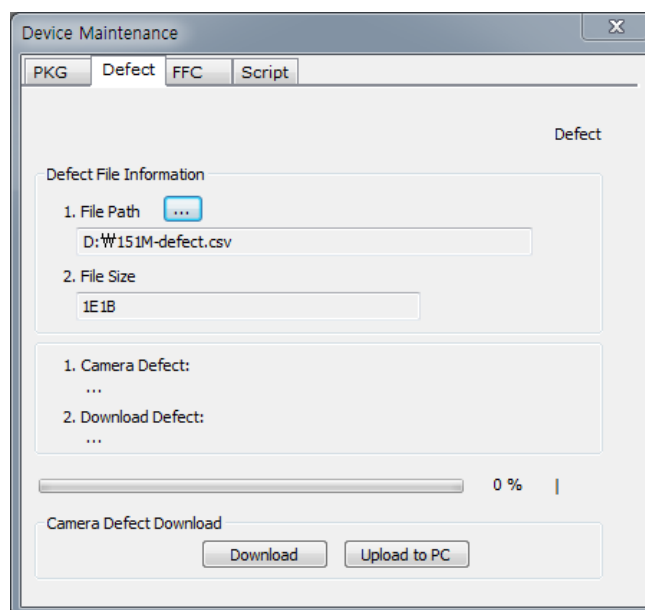 Device Maintenance
PKG Defect FFC Script
Defect
Defect File Information
1. File Path ...
D:₩151M-defect.csv
2. File Size
1E1B
1. Camera Defect:
...
2. Download Defect:
...
0 % |
Camera Defect Download
Download Upload to PC